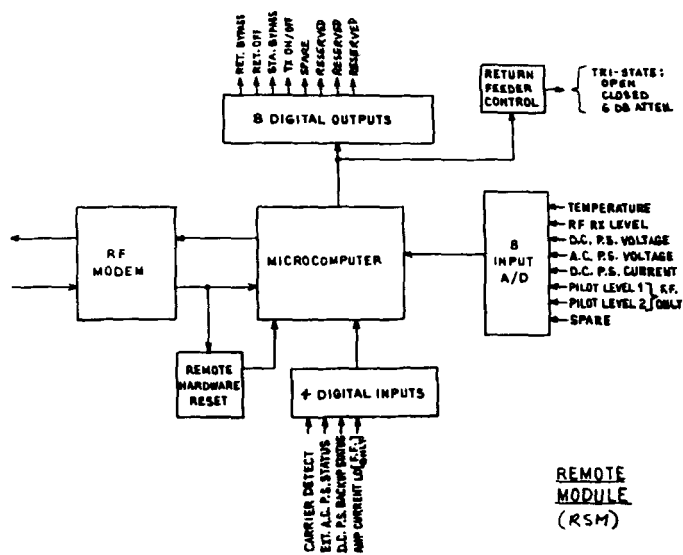 RET. BYPASS
RET. OFF
STA. BYPASS
TX ON/OFF
SPARE
RESERVED
RESERVED
RESERVED
8 DIGITAL OUTPUTS
RETURN
FEEDER
CONTROL
TRI-STATE:
OPEN
CLOSED
6 DB ATTEN.
RF
MODEM
MICROCOMPUTER
8
INPUT
A/D
TEMPERATURE
RF RX LEVEL
D.C. P.S. VOLTAGE
A.C. P.S. VOLTAGE
D.C. P.S. CURRENT
PILOT LEVEL 1
PILOT LEVEL 2
F.F.
ONLY
SPARE
REMOTE
HARDWARE
RESET
4 DIGITAL INPUTS
CARRIER DETECT
EXT. A.C. P.S. STATUS
D.C. P.S. BACKUP STATUS
AMP CURRENT LO [F.F.]
ONLY
REMOTE
MODULE
(RSM)